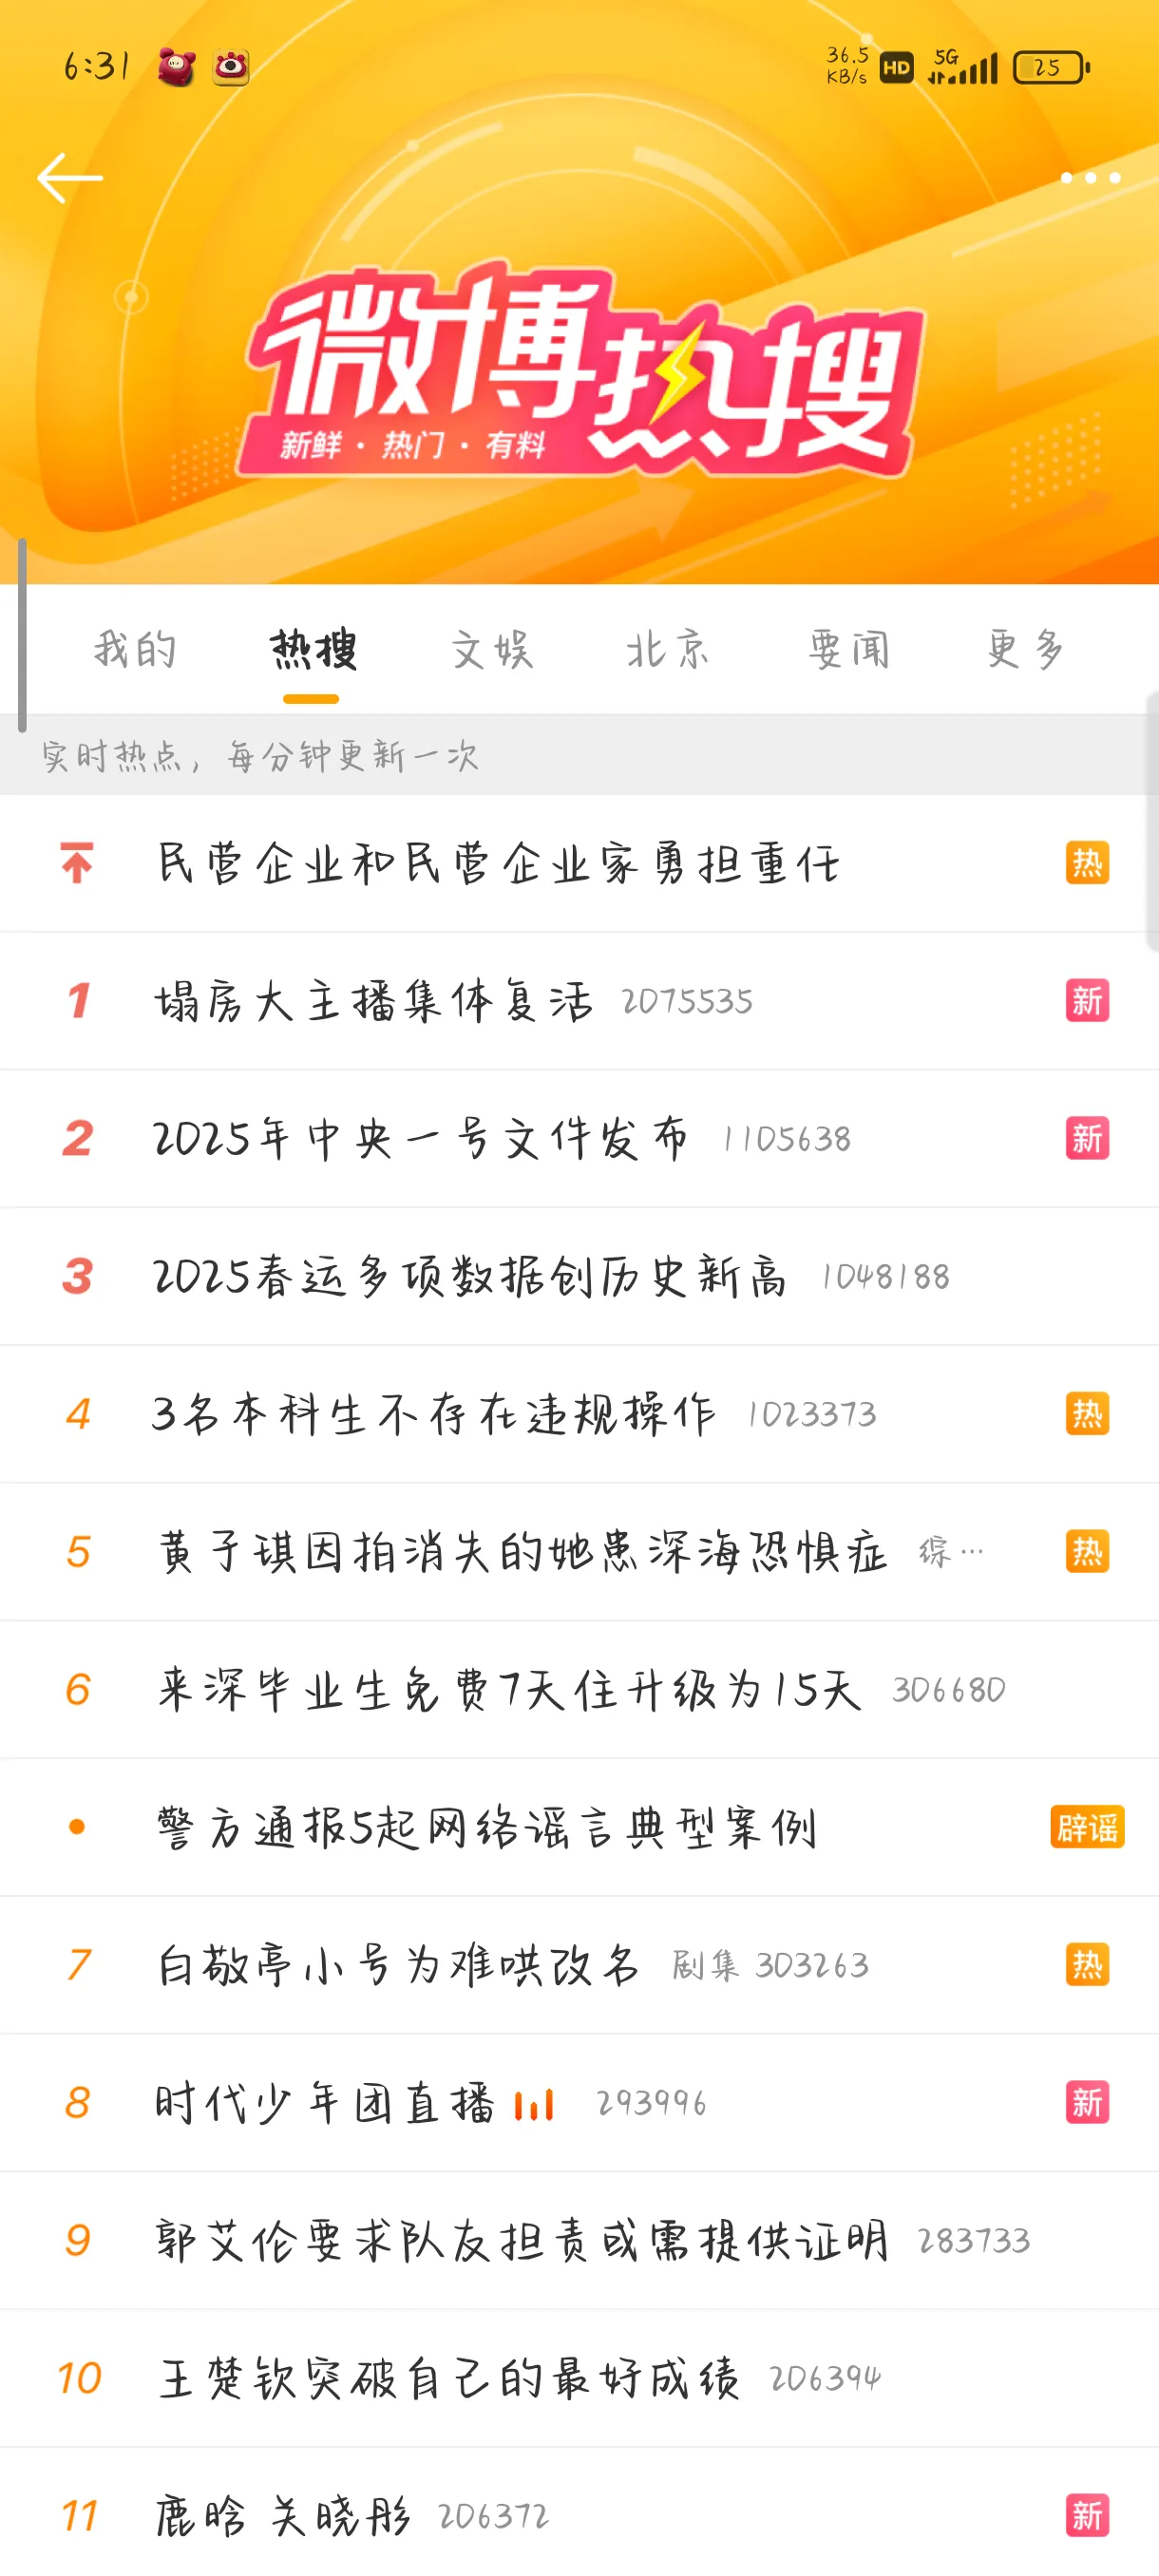 6:31 36.5 KB/s HD 5G 25
微博热搜
新鲜 · 热门 · 有料
我的 热搜 文娱 北京 要闻 更多
实时热点，每分钟更新一次
民营企业和民营企业家勇担重任 热
1 塌房大主播集体复活 2075535 新
2 2025年中央一号文件发布 1105638 新
3 2025春运多项数据创历史新高 1048188
4 3名本科生不存在违规操作 1023373 热
5 黄子琪因拍消失的她患深海恐惧症 综… 热
6 来深毕业生免费7天住升级为15天 306680
警方通报5起网络谣言典型案例 辟谣
7 白敬亭小号为难哄改名 剧集 303263 热
8 时代少年团直播 293996 新
9 郭艾伦要求队友担责或需提供证明 283733
10 王楚钦突破自己的最好成绩 206394
11 鹿晗 关晓彤 206372 新